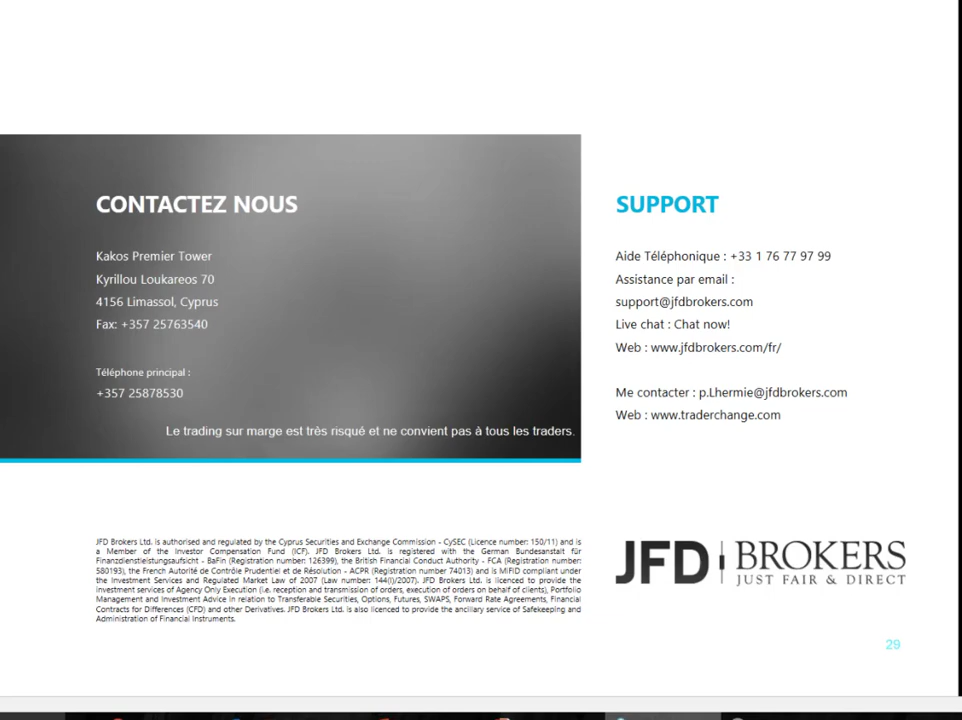 CONTACTEZ NOUS
Kakos Premier Tower
Kyrillou Loukareos 70
4156 Limassol, Cyprus
Fax: +357 25763540
Téléphone principal :
+357 25878530
Le trading sur marge est très risqué et ne convient pas à tous les traders.
SUPPORT
Aide Téléphonique : +33 1 76 77 97 99
Assistance par email :
support@jfdbrokers.com
Live chat : Chat now!
Web : www.jfdbrokers.com/fr/
Me contacter : p.Lhermie@jfdbrokers.com
Web : www.traderchange.com
JFD Brokers Ltd. is authorised and regulated by the Cyprus Securities and Exchange Commission - CySEC (Licence number: 150/11) and is
a Member of the Investor Compensation Fund (ICF). JFD Brokers Ltd. is registered with the German Bundesanstalt für
Finanzdienstleistungsaufsicht - BaFin (Registration number: 126399), the British Financial Conduct Authority - FCA (Registration number:
580193), the French Autorité de Contrôle Prudentiel et de Résolution - ACPR (Registration number 74013) and is MiFID compliant under
the Investment Services and Regulated Market Law of 2007 (Law number: 144(I)/2007). JFD Brokers Ltd. is licenced to provide the
investment services of Agency Only Execution (i.e. reception and transmission of orders, execution of orders on behalf of clients), Portfolio
Management and Investment Advice in relation to Transferable Securities, Options, Futures, SWAPS, Forward Rate Agreements, Financial
Contracts for Differences (CFD) and other Derivatives. JFD Brokers Ltd. is also licenced to provide the ancillary service of Safekeeping and
Administration of Financial Instruments.
JFD BROKERS
JUST FAIR & DIRECT
29